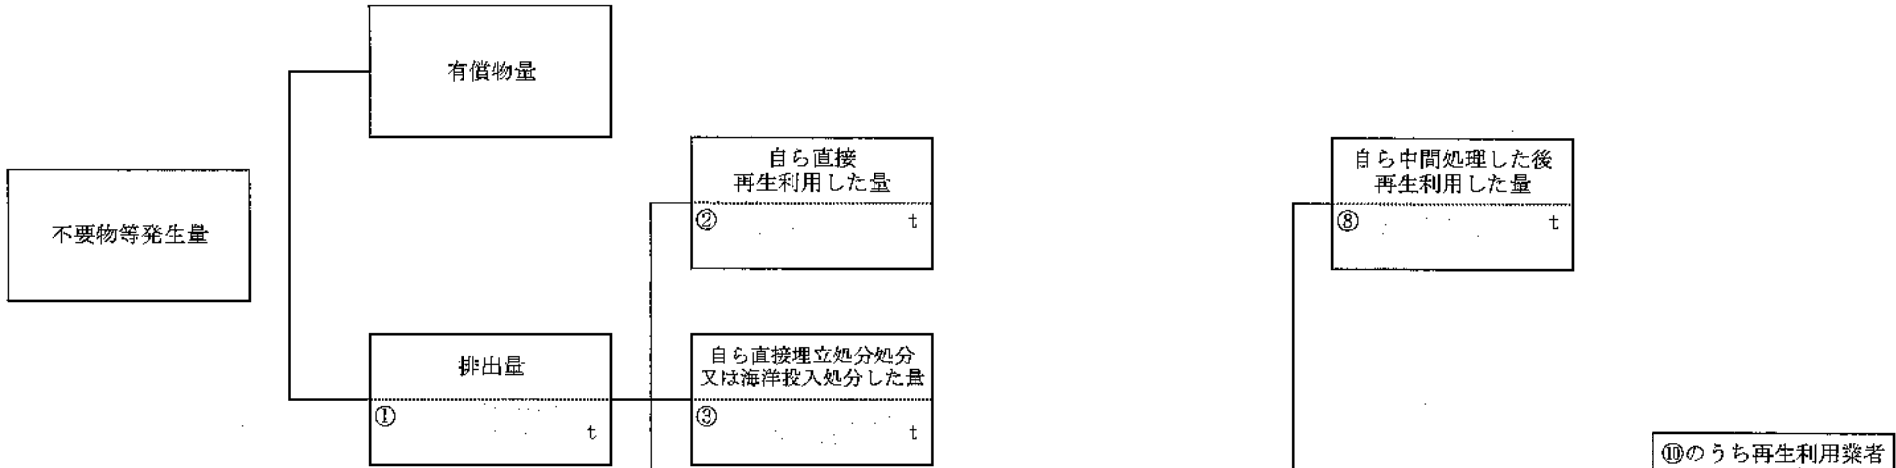 有償物量
不要物等発生量
自ら直接
再生利用した量
② t
自ら中間処理した後
再生利用した量
⑧ t
排出量
① t
自ら直接埋立処分処分
又は海洋投入処分した量
③ t
⑩のうち再生利用業者